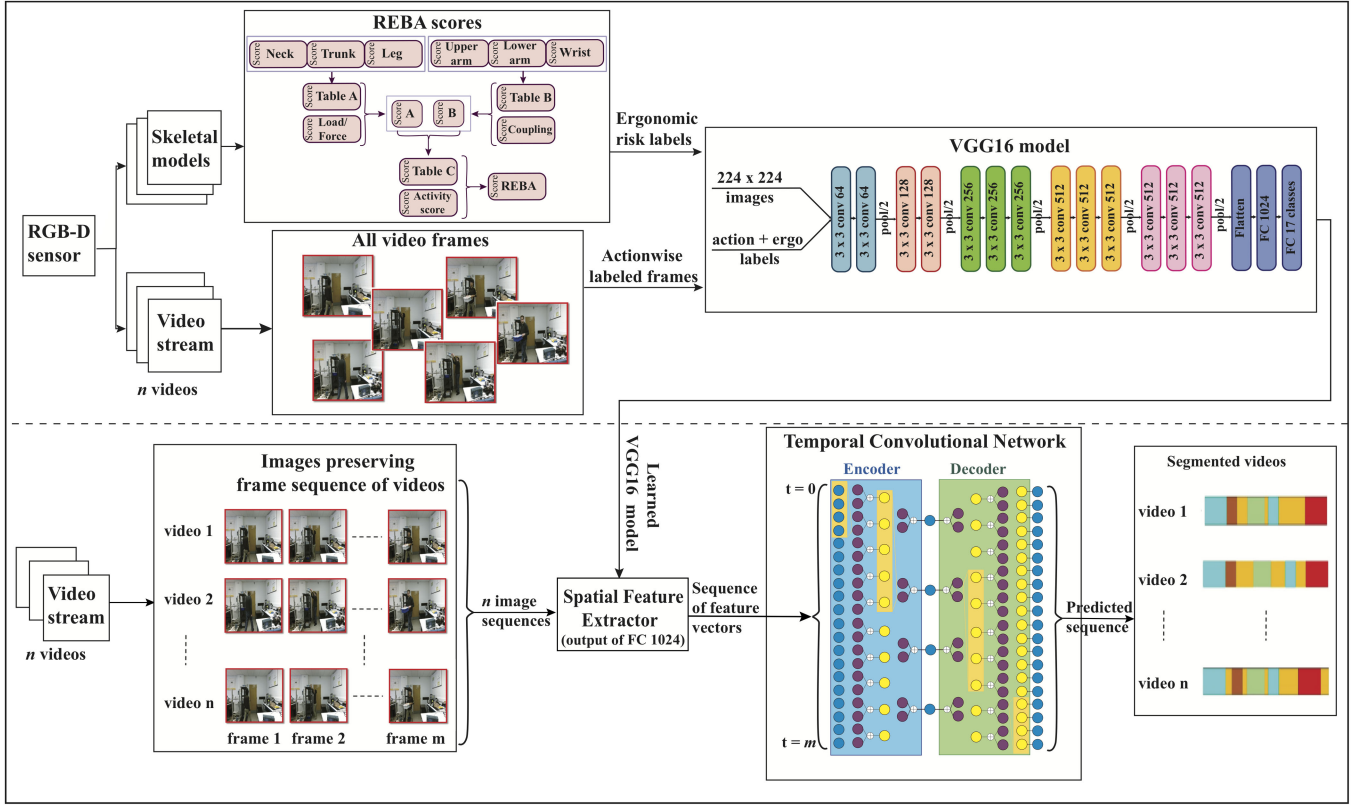 REBA scores
Score Neck Score Trunk Score Leg
Score Upper arm Score Lower arm Score Wrist
Score Table A
Score Load/
Force
Score A Score B
Score Table B
Score Coupling
Score Table C
Score Activity
score
Score REBA
Skeletal
models
RGB-D
sensor
Video
stream
n videos
All video frames
Ergonomic
risk labels
Actionwise
labeled frames
VGG16 model
224 x 224
images
action + ergo
labels
3 x 3 conv 64
3 x 3 conv 64
pool/2
3 x 3 conv 128
3 x 3 conv 128
pool/2
3 x 3 conv 256
3 x 3 conv 256
3 x 3 conv 256
pool/2
3 x 3 conv 512
3 x 3 conv 512
3 x 3 conv 512
pool/2
3 x 3 conv 512
3 x 3 conv 512
3 x 3 conv 512
pool/2
Flatten
FC 1024
FC 17 classes
Learned
VGG16 model
Video
stream
n videos
Images preserving
frame sequence of videos
video 1
video 2
video n
frame 1 frame 2 frame m
n image
sequences
Spatial Feature
Extractor
(output of FC 1024)
Sequence
of feature
vectors
Temporal Convolutional Network
Encoder Decoder
t = 0
t = m
Predicted
sequence
Segmented videos
video 1
video 2
video n